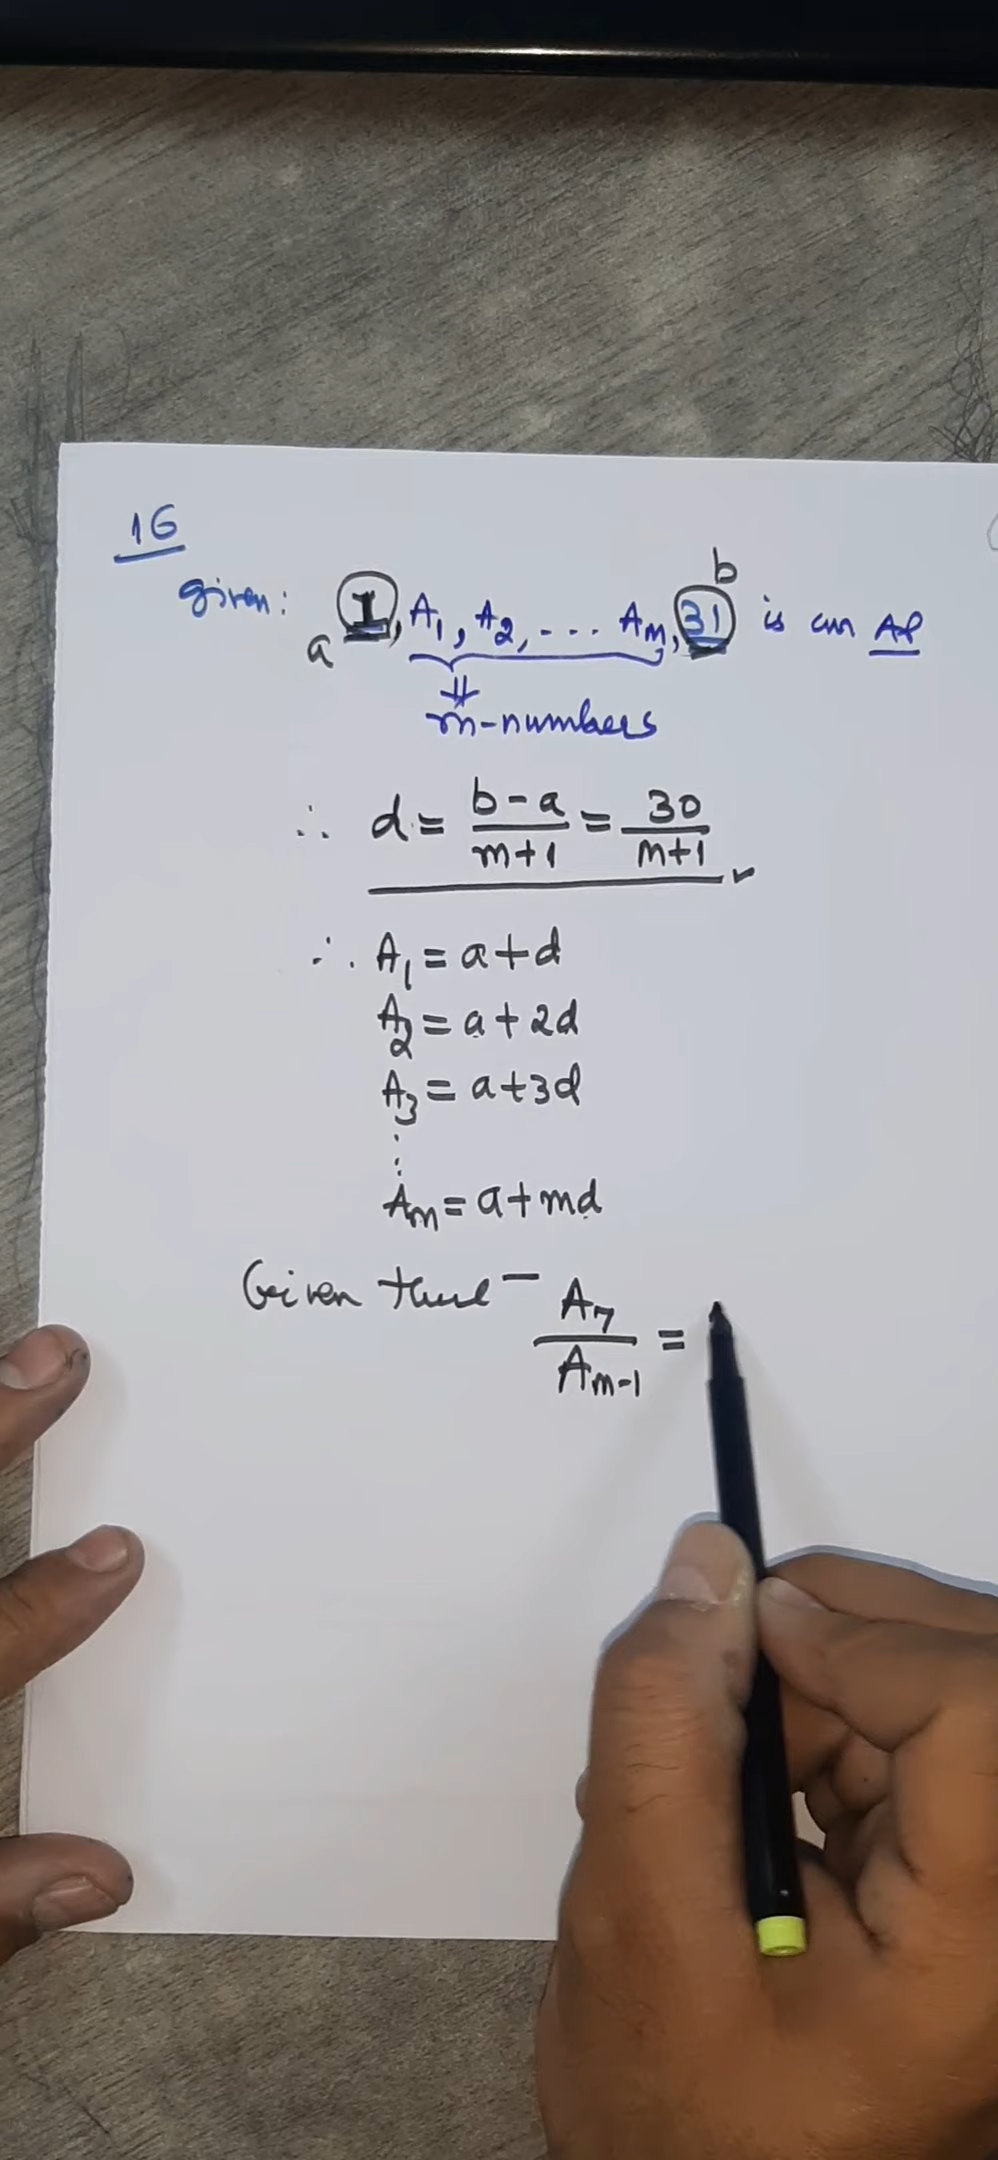 16
given: 1, A1, A2, --- Am, 31 is an AP
a b
m-numbers
∴ d = b-a/m+1 = 30/m+1
∴ A1 = a+d
A2 = a+2d
A3 = a+3d
⋮
Am = a+md
Given that - A7/Am-1 =